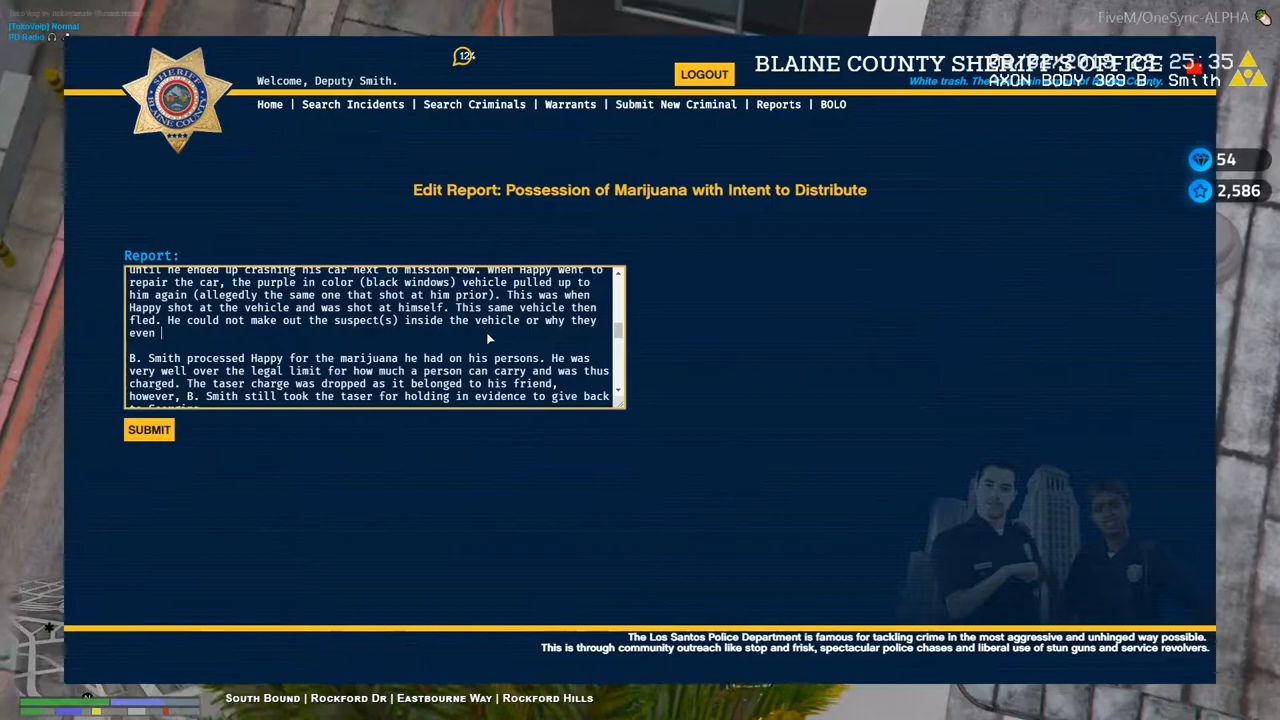 [TokoVoip] Normal
PD Radio
FiveM/OneSync-ALPHA
12
Welcome, Deputy Smith.
LOGOUT
BLAINE COUNTY SHERIFF'S OFFICE
25:35
AXON BODY 30S B. Smith
White trash. The
Home | Search Incidents | Search Criminals | Warrants | Submit New Criminal | Reports | BOLO
54
2,586
Edit Report: Possession of Marijuana with Intent to Distribute
Report:
until he ended up crashing his car next to mission row. When Happy went to
repair the car, the purple in color (black windows) vehicle pulled up to
him again (allegedly the same one that shot at him prior). This was when
Happy shot at the vehicle and was shot at himself. This same vehicle then
fled. He could not make out the suspect(s) inside the vehicle or why they
even
B. Smith processed Happy for the marijuana he had on his persons. He was
very well over the legal limit for how much a person can carry and was thus
charged. The taser charge was dropped as it belonged to his friend,
however, B. Smith still took the taser for holding in evidence to give back
SUBMIT
The Los Santos Police Department is famous for tackling crime in the most aggressive and unhinged way possible.
This is through community outreach like stop and frisk, spectacular police chases and liberal use of stun guns and service revolvers.
South Bound | Rockford Dr | Eastbourne Way | Rockford Hills